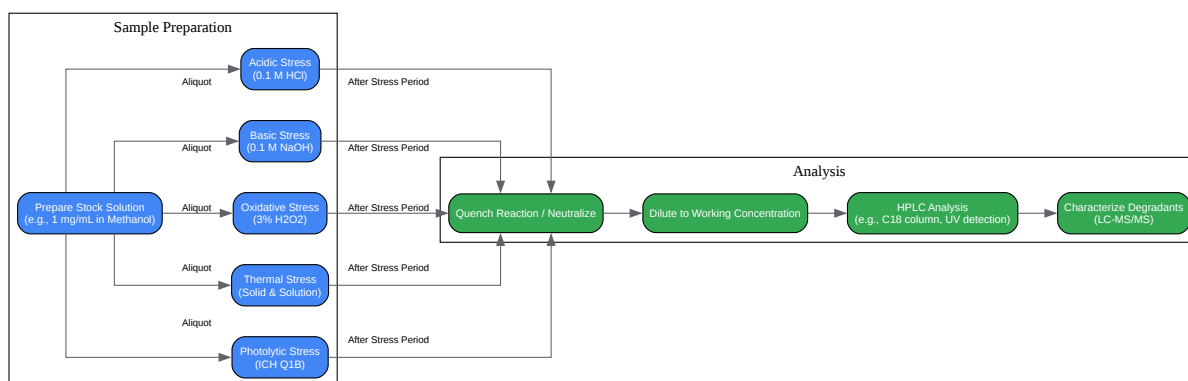 Sample Preparation
Acidic Stress
(0.1 M HCl)
Aliquot
After Stress Period
Basic Stress
(0.1 M NaOH)
Aliquot
After Stress Period
Analysis
Prepare Stock Solution
(e.g., 1 mg/mL in Methanol)
Aliquot
Oxidative Stress
(3% H2O2)
After Stress Period
Quench Reaction / Neutralize
Dilute to Working Concentration
HPLC Analysis
(e.g., C18 column, UV detection)
Characterize Degradants
(LC-MS/MS)
Aliquot
After Stress Period
Thermal Stress
(Solid & Solution)
Aliquot
After Stress Period
Photolytic Stress
(ICH Q1B)